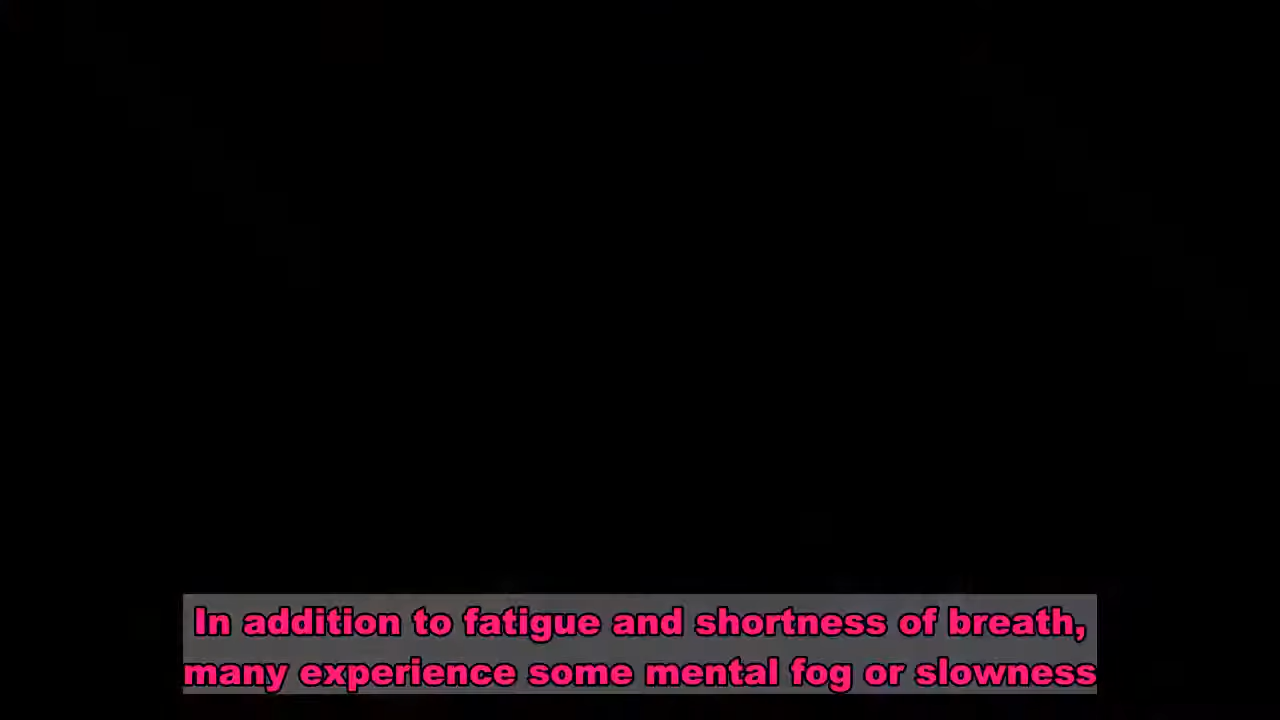 In addition to fatigue and shortness of breath,
many experience some mental fog or slowness